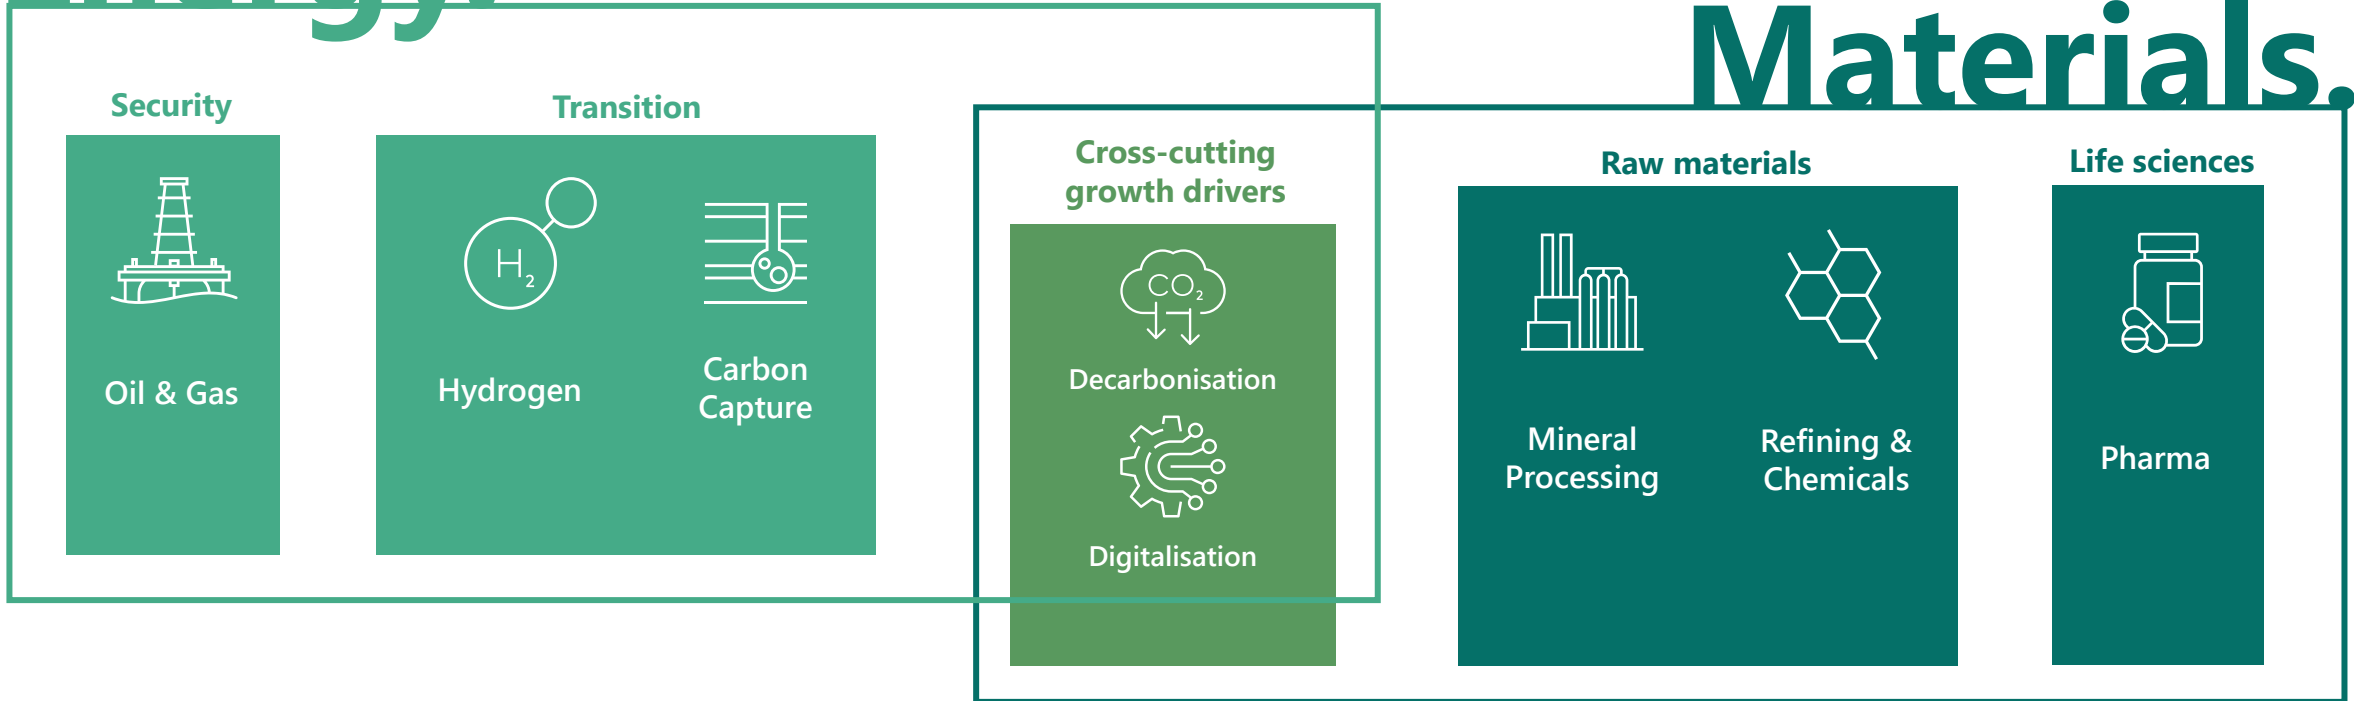 Materials.
Security
Transition
Cross-cutting
growth drivers
Raw materials
Life sciences
H₂
CO₂
Oil & Gas
Hydrogen
Carbon
Capture
Decarbonisation
Digitalisation
Mineral
Processing
Refining &
Chemicals
Pharma